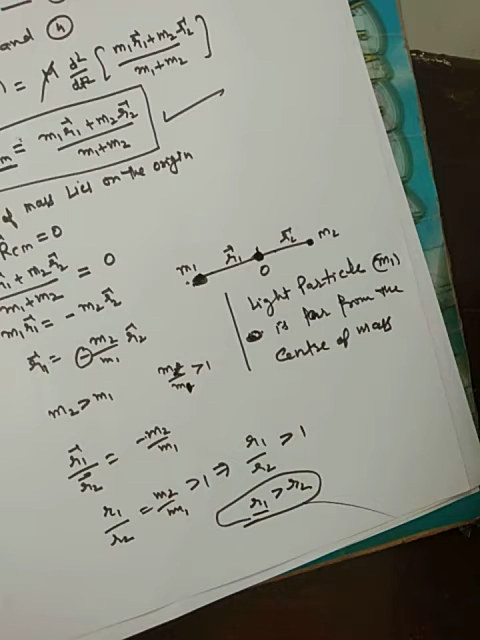 and (h)
) = M d²/dt² { m₁r⃗₁+m₂r⃗₂ / m₁+m₂ }
m = m₁r⃗₁+m₂r⃗₂ / m₁+m₂
of mass lies on the origin
Rcm = 0
r⃗₁ + m₂r⃗₂ / m₁+m₂ = 0
m₁r⃗₁ = -m₂r⃗₂
r⃗₁ = - m₂/m₁ r⃗₂
m₂ > m₁
m₂/m₁ > 1
r⃗₁/r⃗₂ = -m₂/m₁
r₁/r₂ = m₂/m₁ >1 ⇒ r₁/r₂ > 1
r₁ > r₂
m₁ r⃗₁ O r⃗₂ m₂
Light Particle (m₁)
is far from the
centre of mass